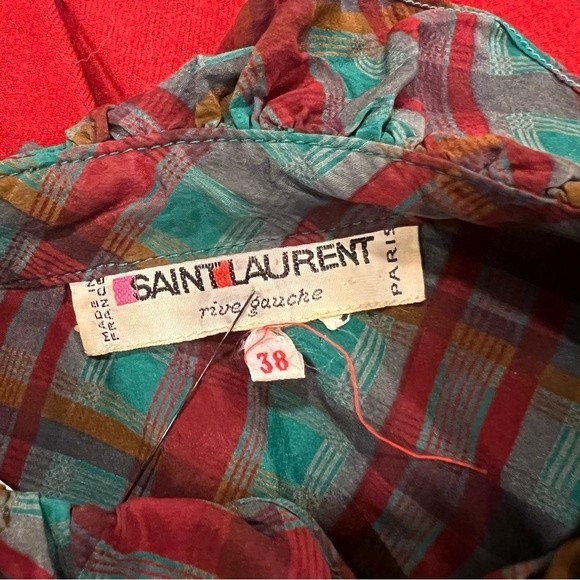 MADE IN
FRANCE
SAINT LAURENT
rive gauche
PARIS
38